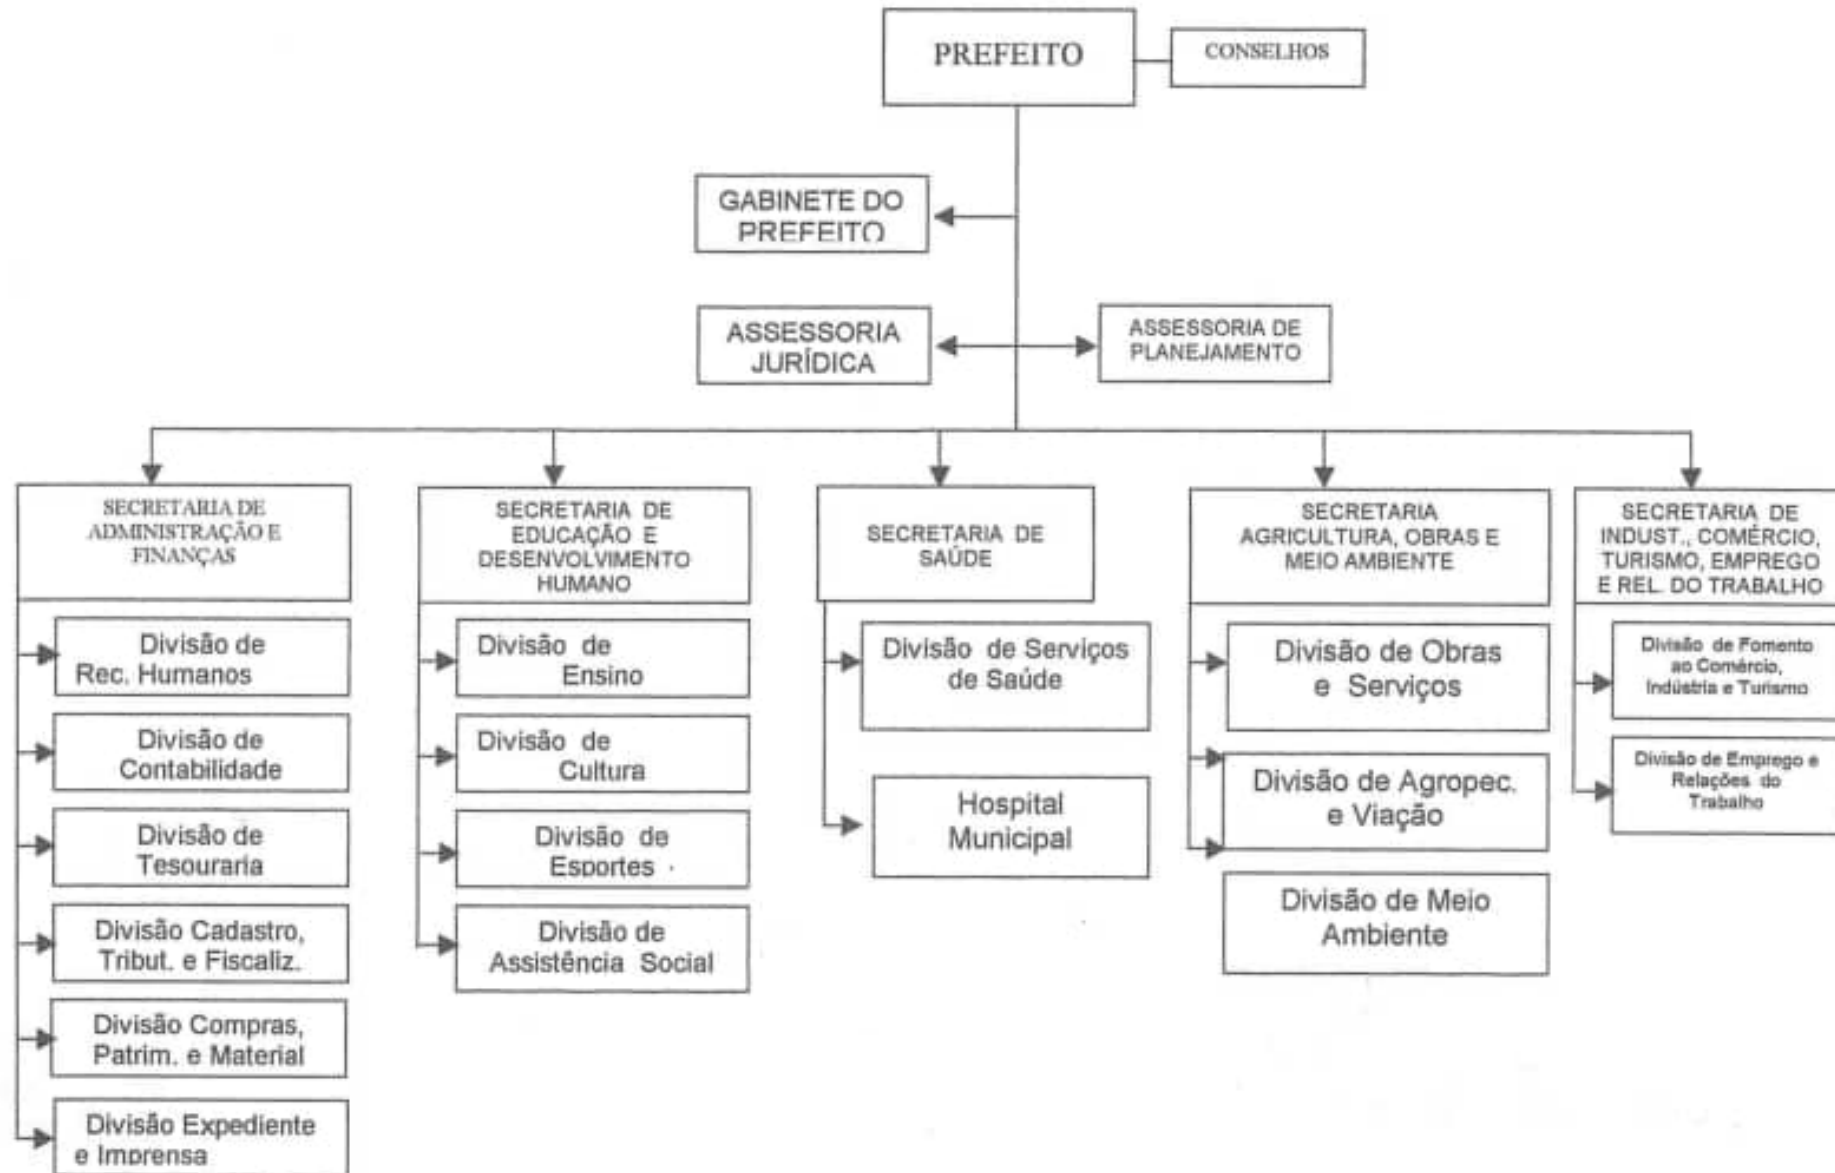 PREFEITO
CONSELHOS
GABINETE DO
PREFEITO
ASSESSORIA
JURÍDICA
ASSESSORIA DE
PLANEJAMENTO
SECRETARIA DE
ADMINISTRAÇÃO E
FINANÇAS
Divisão de
Rec. Humanos
Divisão de
Contabilidade
Divisão de
Tesouraria
Divisão Cadastro,
Tribut. e Fiscaliz.
Divisão Compras,
Patrim. e Material
Divisão Expediente
e Imprensa
SECRETARIA DE
EDUCAÇÃO E
DESENVOLVIMENTO
HUMANO
Divisão de
Ensino
Divisão de
Cultura
Divisão de
Esportes
Divisão de
Assistência Social
SECRETARIA DE
SAÚDE
Divisão de Serviços
de Saúde
Hospital
Municipal
SECRETARIA
AGRICULTURA, OBRAS E
MEIO AMBIENTE
Divisão de Obras
e Serviços
Divisão de Agropec.
e Viação
Divisão de Meio
Ambiente
SECRETARIA DE
INDUST., COMÉRCIO,
TURISMO, EMPREGO
E REL. DO TRABALHO
Divisão de Fomento
ao Comércio,
Indústria e Turismo
Divisão de Emprego e
Relações do
Trabalho